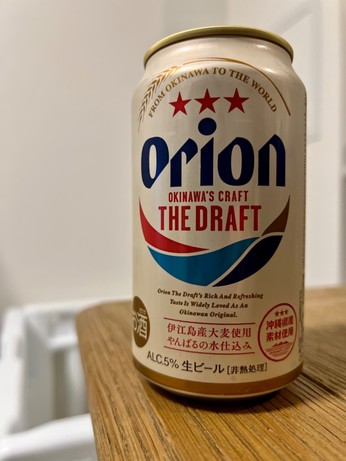 FROM OKINAWA TO THE WORLD
Orion
OKINAWA'S CRAFT
THE DRAFT
Orion The Draft's Rich And Refreshing
Taste Is Widely Loved As An
Okinawan Original.
お酒
伊江島産大麦使用
やんばるの水仕込み
沖縄県産
素材使用
ALC.5% 生ビール [非熱処理]